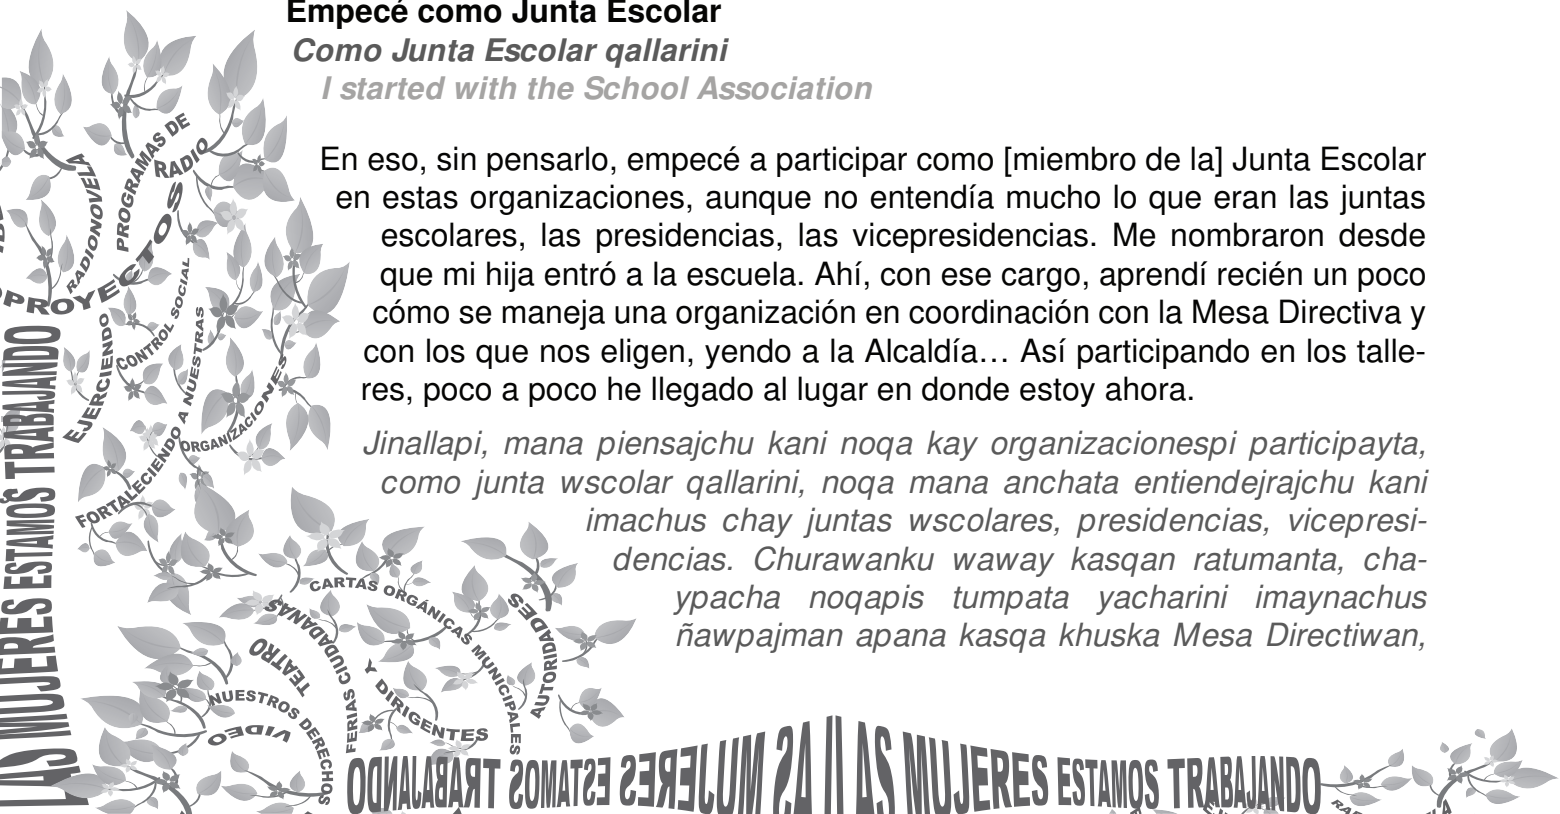 Empecé como Junta Escolar
Como Junta Escolar qallarini
I started with the School Association
En eso, sin pensarlo, empecé a participar como [miembro de la] Junta Escolar
en estas organizaciones, aunque no entendía mucho lo que eran las juntas
escolares, las presidencias, las vicepresidencias. Me nombraron desde
que mi hija entró a la escuela. Ahí, con ese cargo, aprendí recién un poco
cómo se maneja una organización en coordinación con la Mesa Directiva y
con los que nos eligen, yendo a la Alcaldía… Así participando en los talle-
res, poco a poco he llegado al lugar en donde estoy ahora.
Jinallapi, mana piensajchu kani noqa kay organizacionespi participayta,
como junta wscolar qallarini, noqa mana anchata entiendejrajchu kani
imachus chay juntas wscolares, presidencias, vicepresi-
dencias. Churawanku waway kasqan ratumanta, cha-
ypacha noqapis tumpata yacharini imaynachus
ñawpajman apana kasqa khuska Mesa Directiwan,
PROGRAMAS DE
RADIO
RADIONOVELA
PROYECTOS
EJERCIENDO
CONTROL SOCIAL
FORTALECIENDO A NUESTRAS
ORGANIZACIONES
CARTAS ORGÁNICAS MUNICIPALES
AUTORIDADES
Y DIRIGENTES
FERIAS CIUDADANAS
TEATRO
NUESTROS DERECHOS
VIDEO
LAS MUJERES ESTAMOS TRABAJANDO
LAS MUJERES ESTAMOS TRABAJANDO
LAS MUJERES ESTAMOS TRABAJANDO